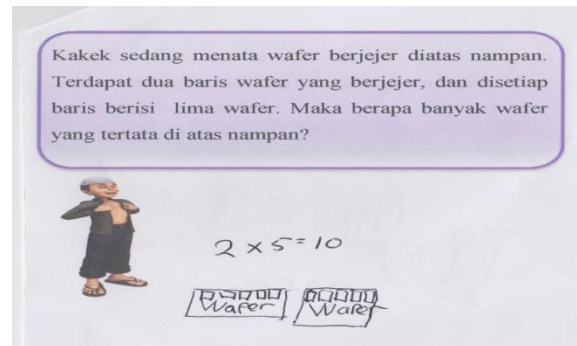 Kakek sedang menata wafer berjejer diatas nampan.
Terdapat dua baris wafer yang berjejer, dan disetiap
baris berisi lima wafer. Maka berapa banyak wafer
yang tertata di atas nampan?
2 x 5 = 10
Wafer Wafer